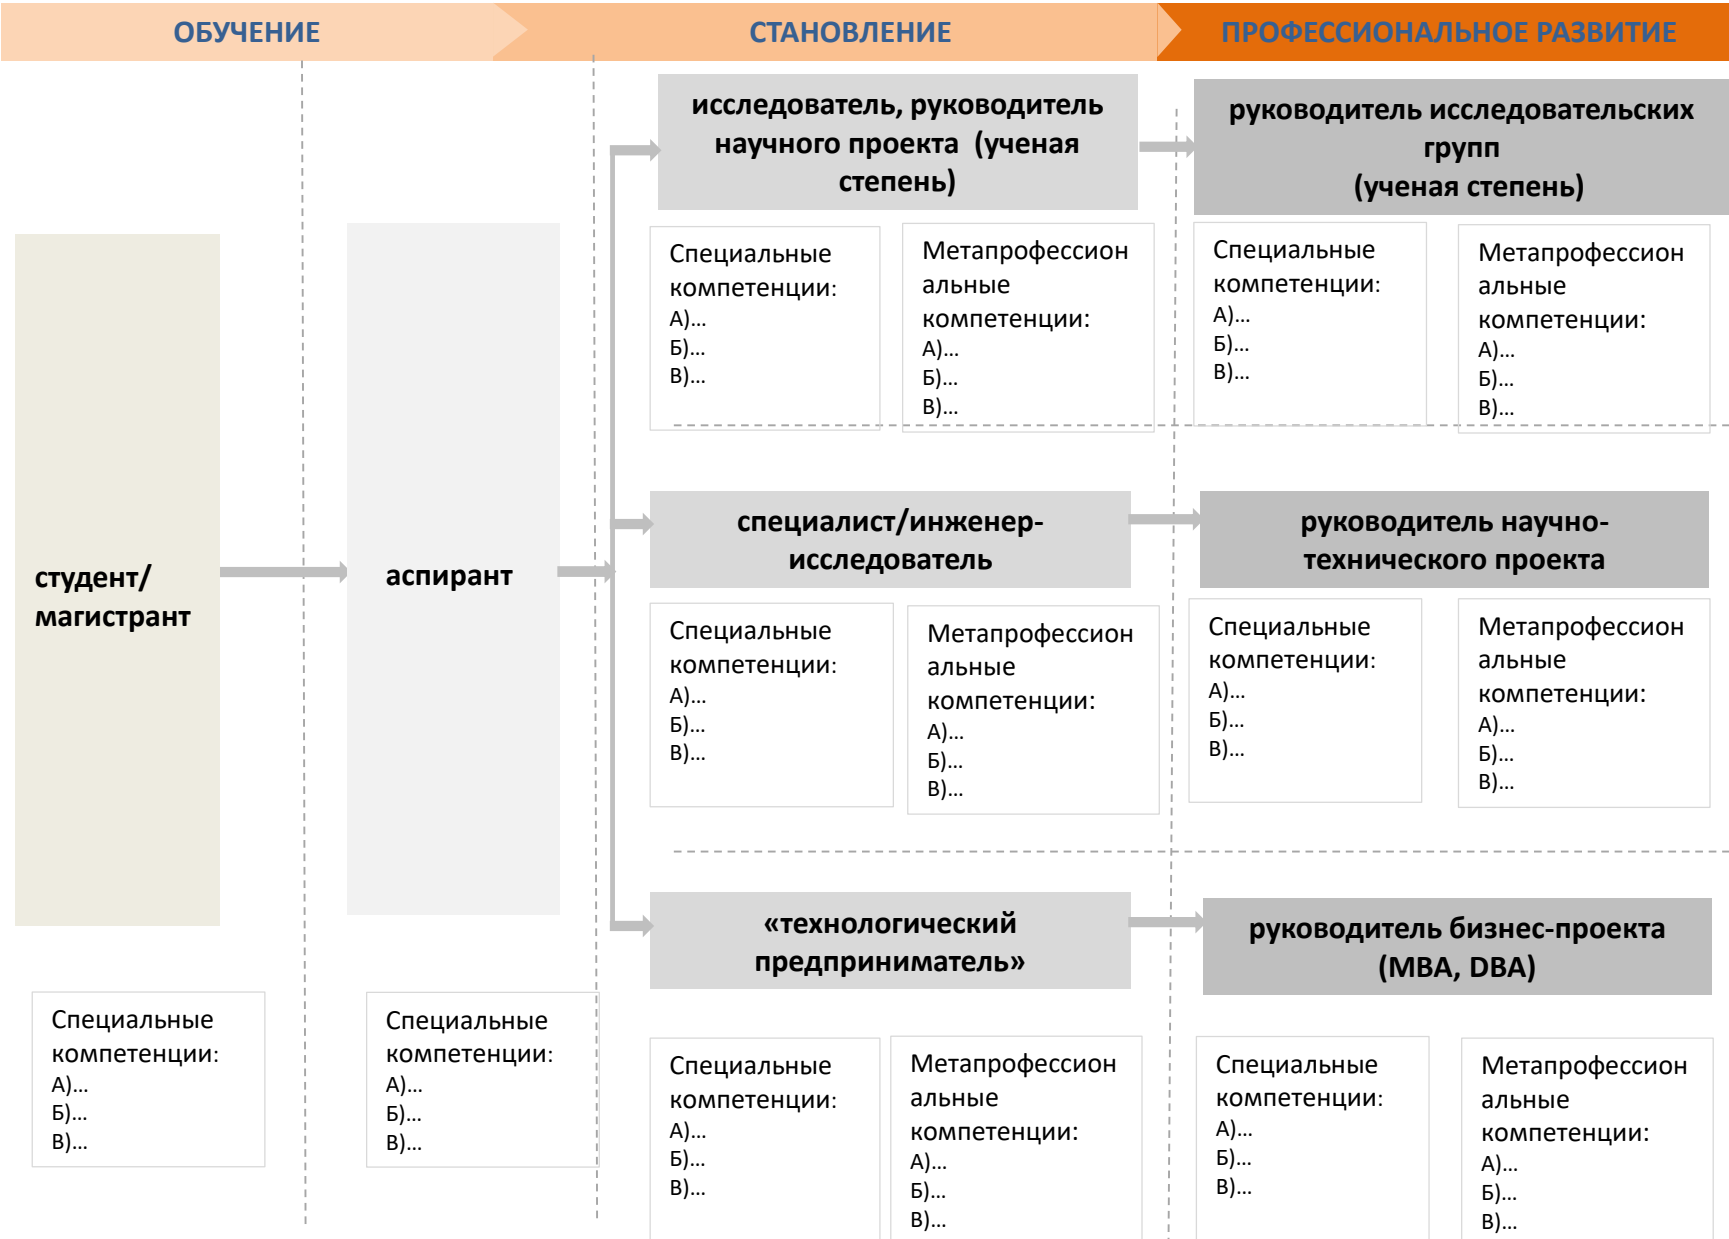 ОБУЧЕНИЕ
СТАНОВЛЕНИЕ
ПРОФЕССИОНАЛЬНОЕ РАЗВИТИЕ
студент/
магистрант
Специальные
компетенции:
А)...
Б)...
В)...
аспирант
Специальные
компетенции:
А)...
Б)...
В)...
исследователь, руководитель
научного проекта (ученая
степень)
Специальные
компетенции:
А)...
Б)...
В)...
Метапрофессион
альные
компетенции:
А)...
Б)...
В)...
руководитель исследовательских
групп
(ученая степень)
Специальные
компетенции:
А)...
Б)...
В)...
Метапрофессион
альные
компетенции:
А)...
Б)...
В)...
специалист/инженер-
исследователь
Специальные
компетенции:
А)...
Б)...
В)...
Метапрофессион
альные
компетенции:
А)...
Б)...
В)...
руководитель научно-
технического проекта
Специальные
компетенции:
А)...
Б)...
В)...
Метапрофессион
альные
компетенции:
А)...
Б)...
В)...
«технологический
предприниматель»
Специальные
компетенции:
А)...
Б)...
В)...
Метапрофессион
альные
компетенции:
А)...
Б)...
В)...
руководитель бизнес-проекта
(MBA, DBA)
Специальные
компетенции:
А)...
Б)...
В)...
Метапрофессион
альные
компетенции:
А)...
Б)...
В)...